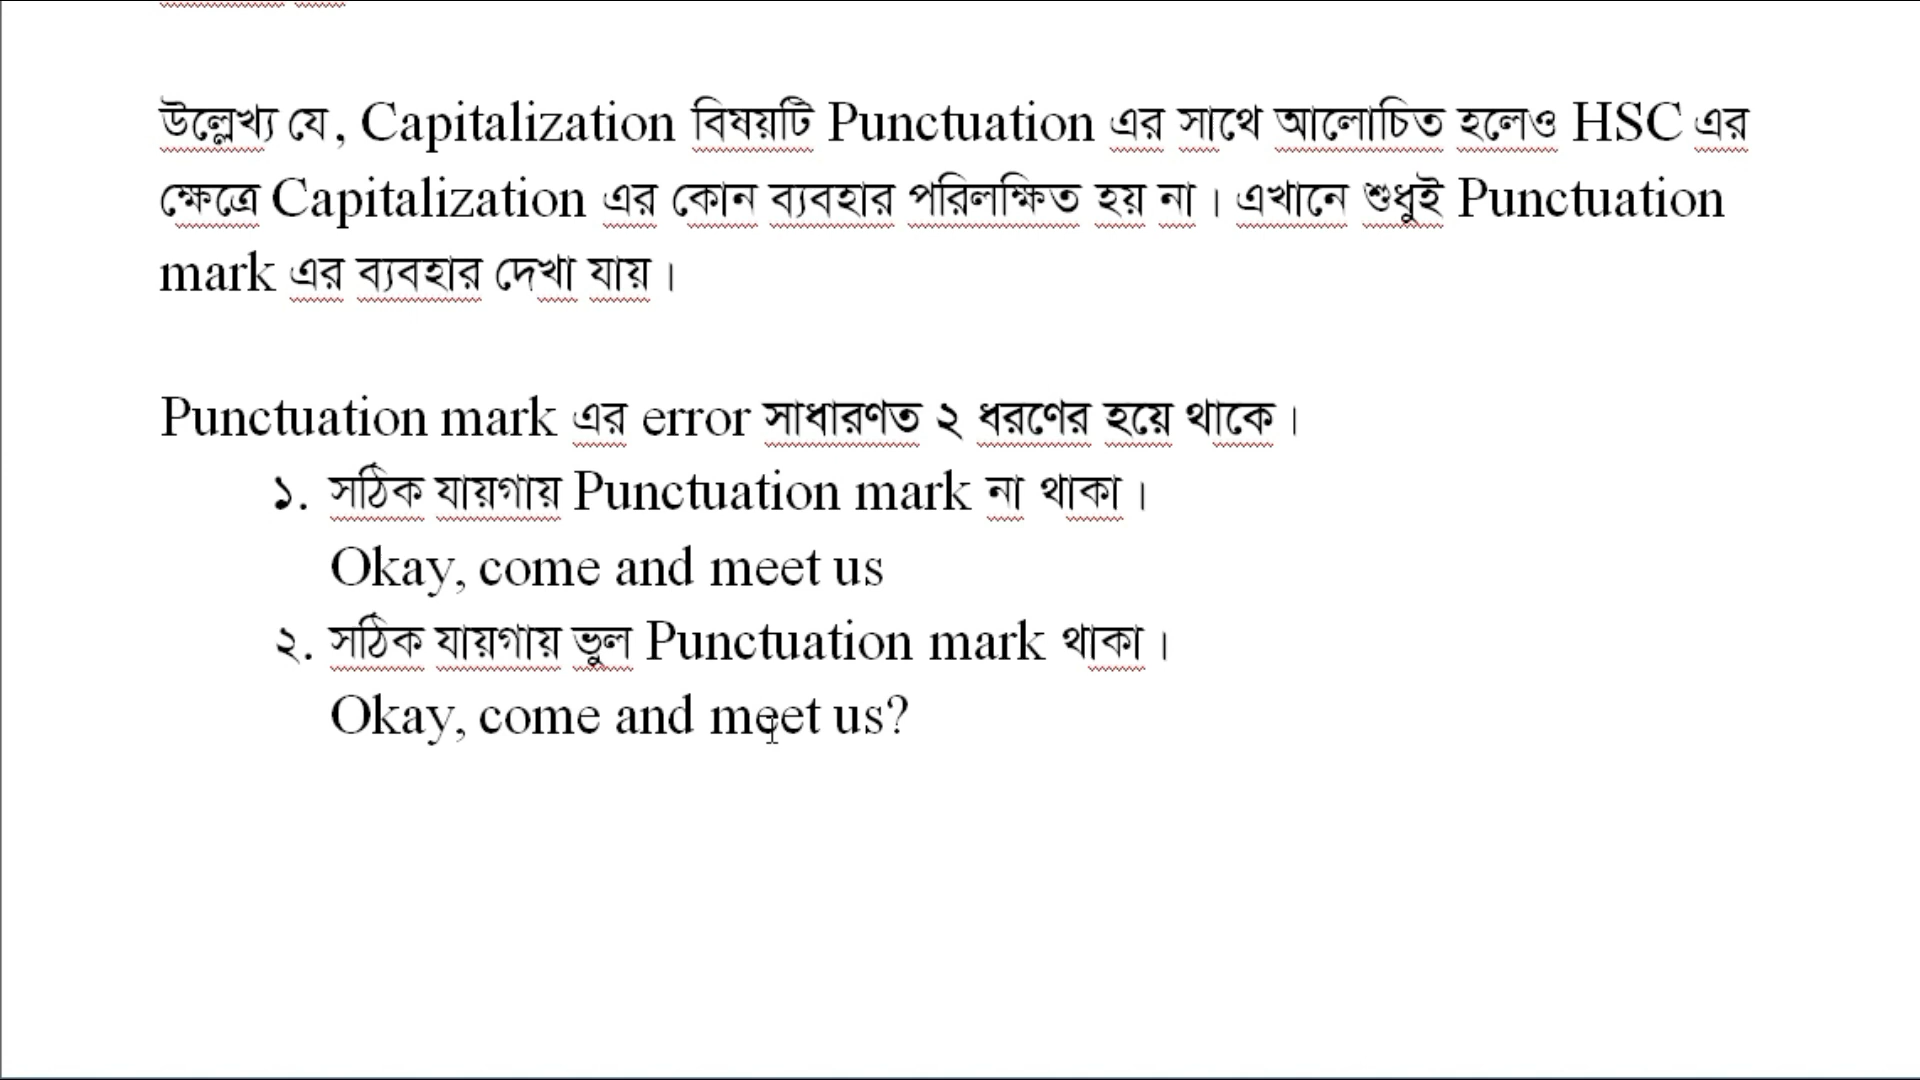 উল্লেখ্য যে, Capitalization বিষয়টি Punctuation এর সাথে আলোচিত হলেও HSC এর
ক্ষেত্রে Capitalization এর কোন ব্যবহার পরিলক্ষিত হয় না। এখানে শুধুই Punctuation
mark এর ব্যবহার দেখা যায়।
Punctuation mark এর error সাধারণত ২ ধরণের হয়ে থাকে।
১. সঠিক যায়গায় Punctuation mark না থাকা।
Okay, come and meet us
২. সঠিক যায়গায় ভুল Punctuation mark থাকা।
Okay, come and meet us?